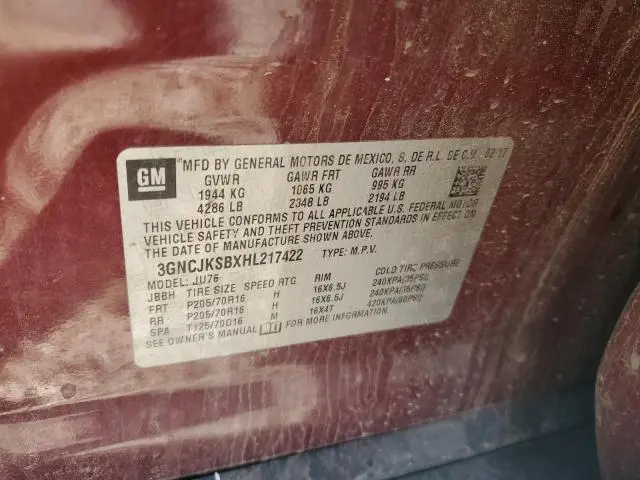 GM
MFD BY GENERAL MOTORS DE MEXICO, S. DE R.L. DE C.V. 02/17
GVWR GAWR FRT GAWR RR
1944 KG 1065 KG 995 KG
4286 LB 2348 LB 2194 LB
THIS VEHICLE CONFORMS TO ALL APPLICABLE U.S. FEDERAL MOTOR
VEHICLE SAFETY AND THEFT PREVENTION STANDARDS IN EFFECT ON
THE DATE OF MANUFACTURE SHOWN ABOVE.
3GNCJKSBXHL217422 TYPE: M.P.V.
MODEL: JU76
JBBH TIRE SIZE SPEED RTG RIM COLD TIRE PRESSURE
FRT P205/70R16 H 16X6.5J 240KPA(35PSI)
RR P205/70R16 H 16X6.5J 240KPA(35PSI)
SPA T125/70D16 M 16X4T 420KPA(60PSI)
SEE OWNER'S MANUAL FOR MORE INFORMATION